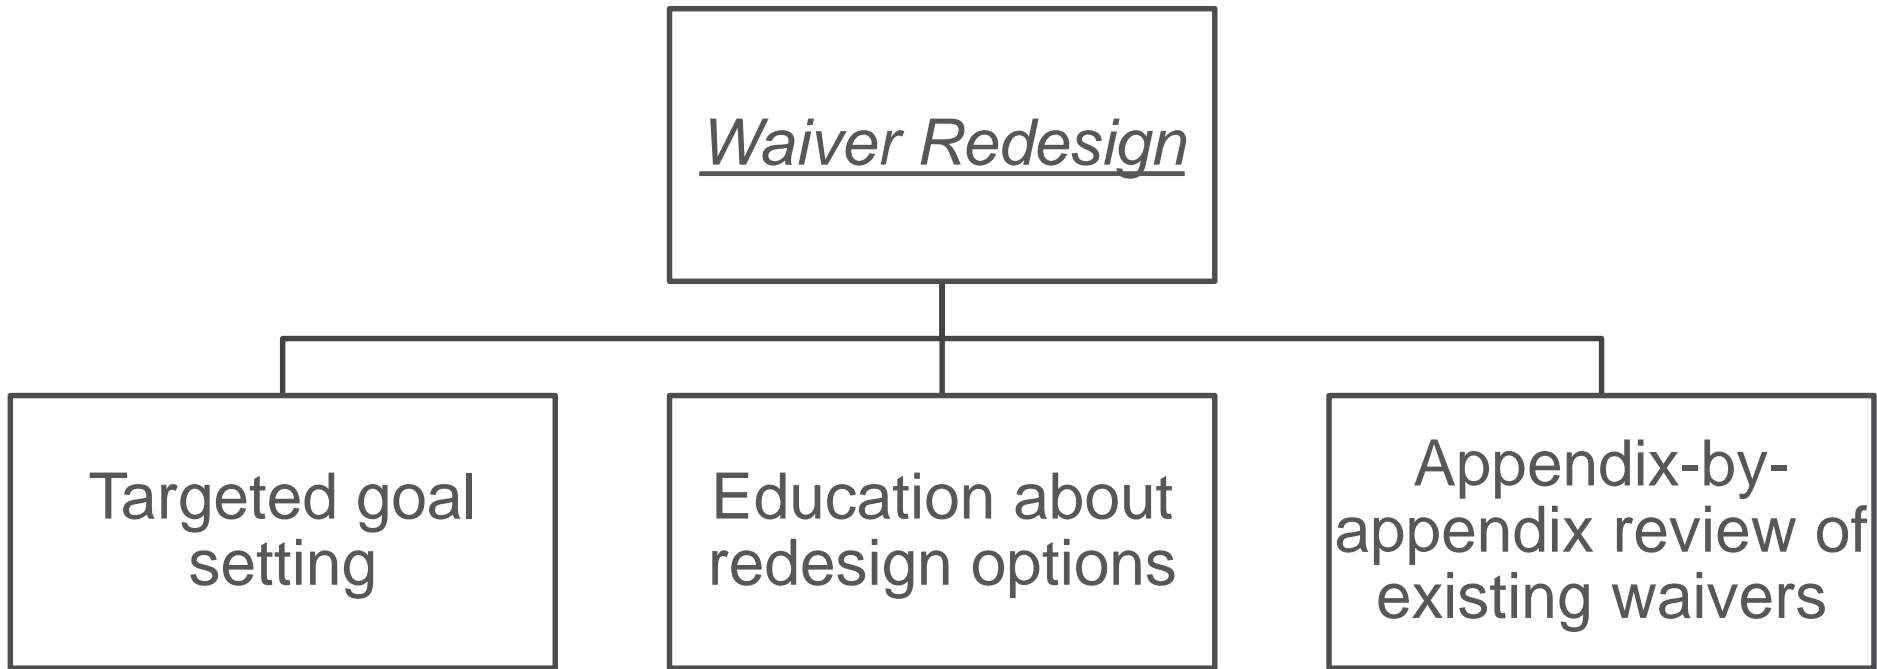 Waiver Redesign
Targeted goal
setting
Education about
redesign options
Appendix-by-
appendix review of
existing waivers